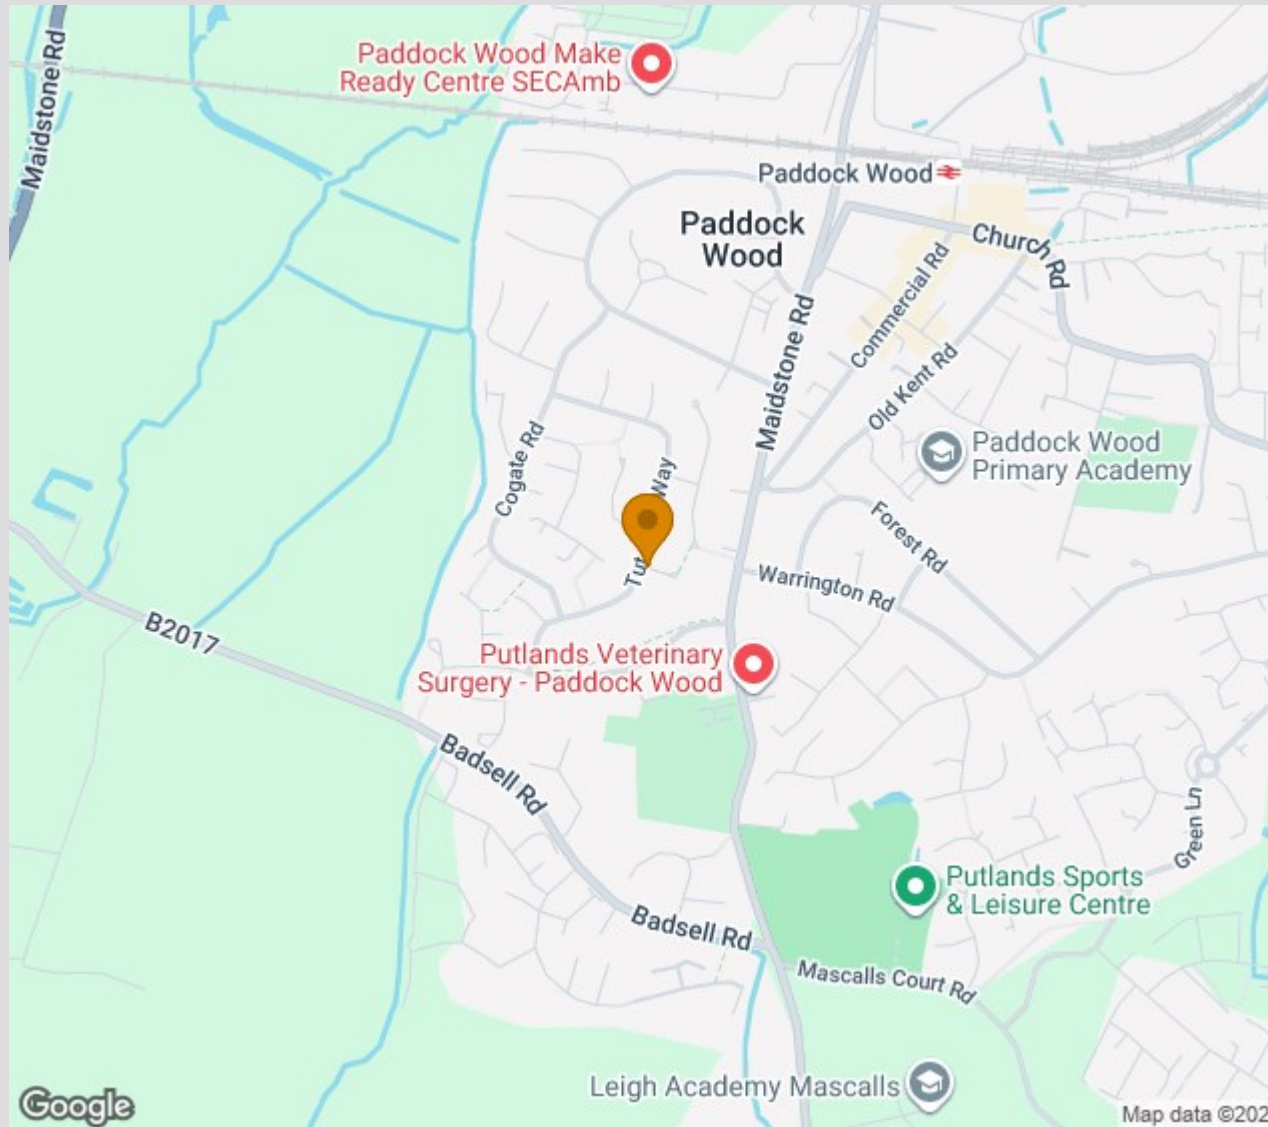 Maidstone Rd
Paddock Wood Make
Ready Centre SECAmb
Paddock Wood
Paddock
Wood
Church Rd
Commercial Rd
Maidstone Rd
Old Kent Rd
Paddock Wood
Primary Academy
Cogate Rd
Way
Forest Rd
Warrington Rd
B2017
Putlands Veterinary
Surgery - Paddock Wood
Badsell Rd
Green Ln
Putlands Sports
& Leisure Centre
Badsell Rd
Mascalls Court Rd
Leigh Academy Mascalls
Google
Map data ©202